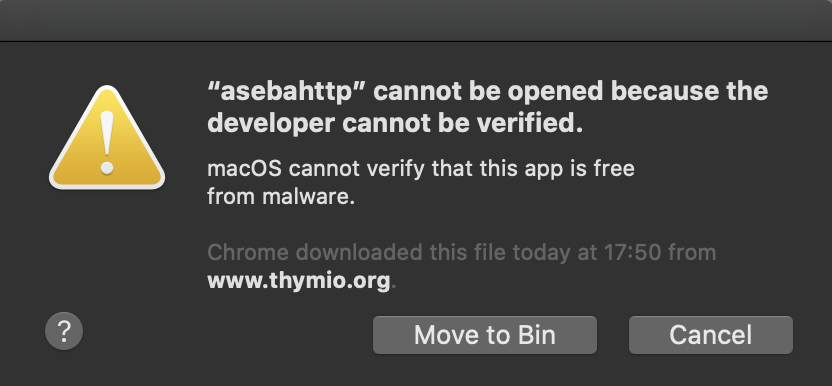 “asebahttp” cannot be opened because the
developer cannot be verified.
macOS cannot verify that this app is free
from malware.
Chrome downloaded this file today at 17:50 from
www.thymio.org.
?
Move to Bin
Cancel